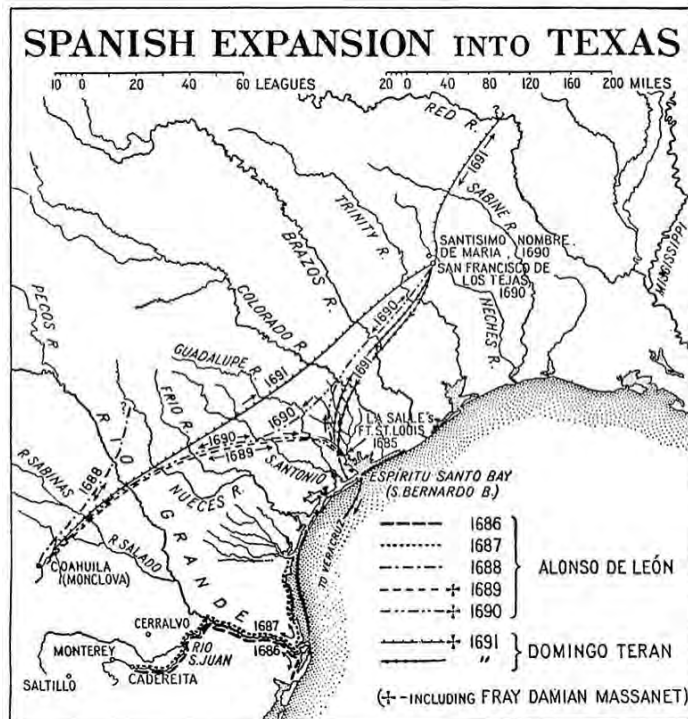 SPANISH EXPANSION INTO TEXAS
10 0 20 40 60 LEAGUES
20 0 40 80 120 160 200 MILES
RED R.
?
1691
SABINE R.
TRINITY R.
BRAZOS R.
SANTISIMO NOMBRE
DE MARIA, 1690
SAN FRANCISCO DE
LOS TEJAS
1690
MISSISSIPPI
PECOS R.
COLORADO R.
NECHES R.
1690
1691
GUADALUPE R.
1691
FRIO R.
1690
LA SALLE'S
FT. ST. LOUIS
1685
?
1690
1689
S. ANTONIO
R. SABINAS
1688
RIO GRANDE
NUECES R.
ESPÍRITU SANTO BAY
(S. BERNARDO B.)
R. SALADO
COAHUILA
(MONCLOVA)
TO VERACRUZ
1686
1687
1688
1689
1690
ALONSO DE LEÓN
1691
"
DOMINGO TERAN
CERRALVO
1687
1686
MONTEREY
RIO
S. JUAN
CADEREITA
SALTILLO
(✢-INCLUDING FRAY DAMIAN MASSANET)